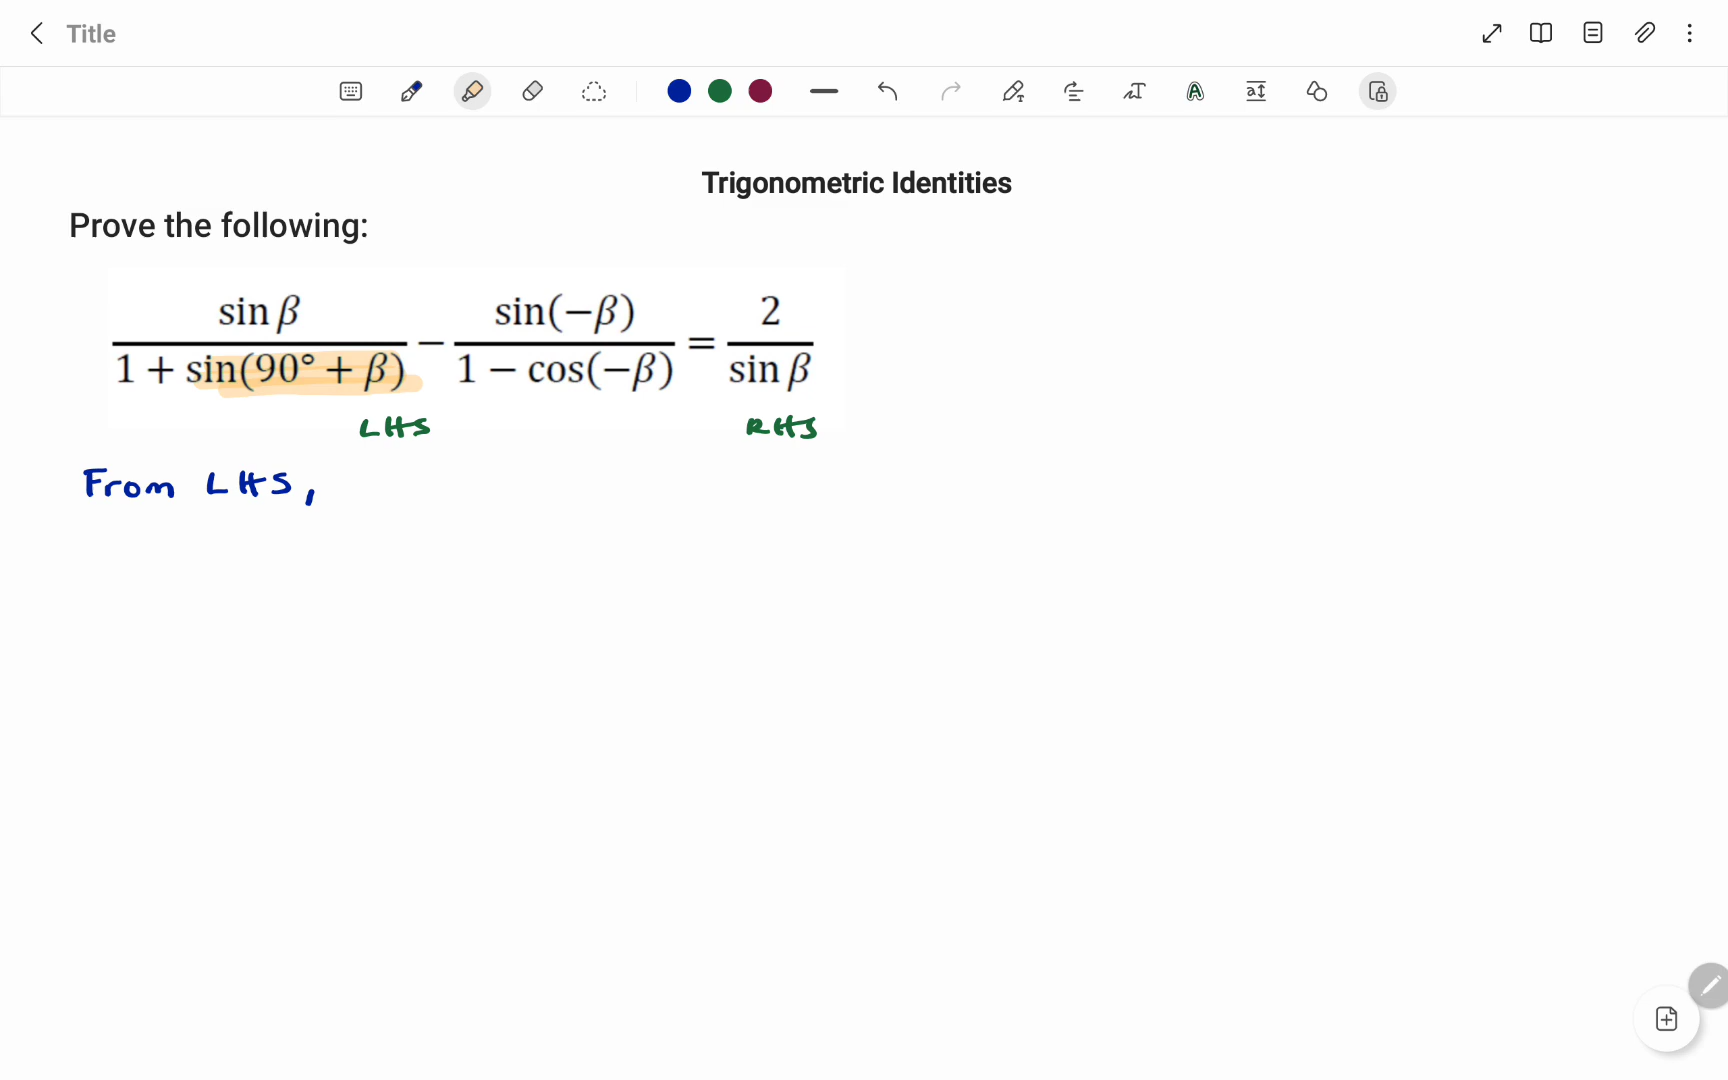 Title
Trigonometric Identities
Prove the following:
sin β / (1 + sin(90° + β)) − sin(−β) / (1 − cos(−β)) = 2 / sin β
LHS RHS
From LHS,